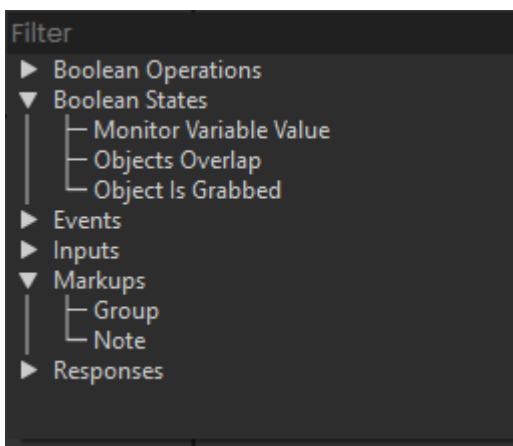 Filter
Boolean Operations
Boolean States
Monitor Variable Value
Objects Overlap
Object Is Grabbed
Events
Inputs
Markups
Group
Note
Responses